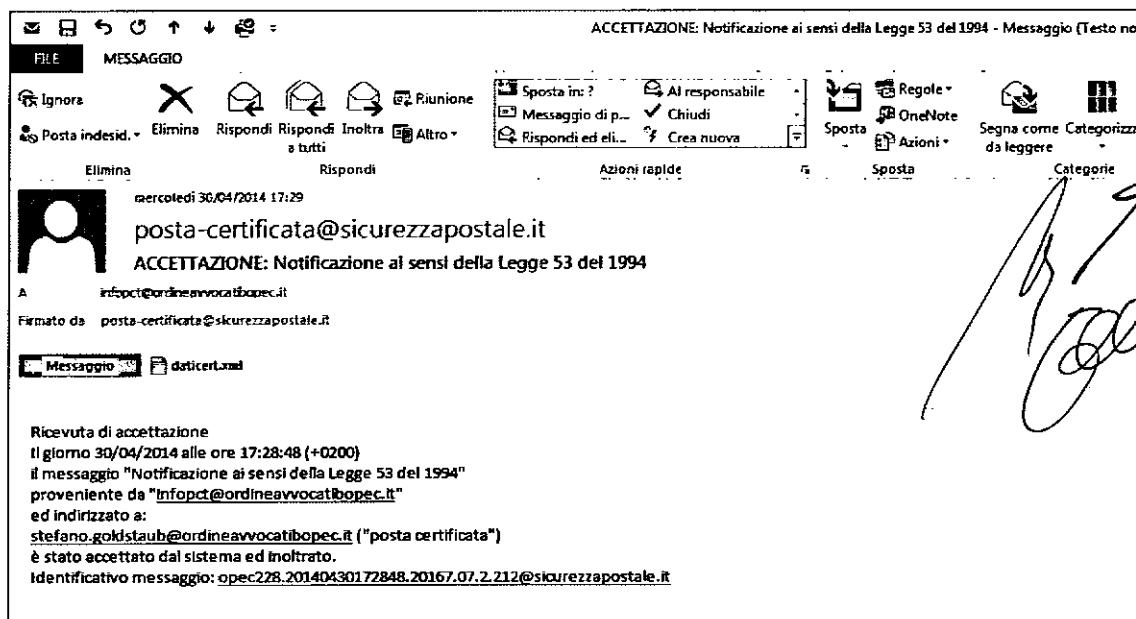 ACCETTAZIONE: Notificazione ai sensi della Legge 53 del 1994 - Messaggio (Testo no
FILE MESSAGGIO
Ignora
Posta indesid.
Elimina
Rispondi
Rispondi a tutti
Inoltra
Riunione
Altro
Sposta in: ?
Messaggio di p...
Rispondi ed eli...
Al responsabile
Chiudi
Crea nuova
Sposta
Regole
OneNote
Azioni
Segna come da leggere
Categorizza
Elimina Rispondi Azioni rapide Sposta Categorie
mercoledì 30/04/2014 17:29
posta-certificata@sicurezzapostale.it
ACCETTAZIONE: Notificazione ai sensi della Legge 53 del 1994
A infopct@ordineavvocatibopec.it
Firmato da posta-certificata@sicurezzapostale.it
Messaggio daticert.xml
Ricevuta di accettazione
Il giorno 30/04/2014 alle ore 17:28:48 (+0200)
il messaggio "Notificazione ai sensi della Legge 53 del 1994"
proveniente da "infopct@ordineavvocatibopec.it"
ed indirizzato a:
stefano.goldstaub@ordineavvocatibopec.it ("posta certificata")
è stato accettato dal sistema ed inoltrato.
Identificativo messaggio: opec228.20140430172848.20167.07.2.212@sicurezzapostale.it